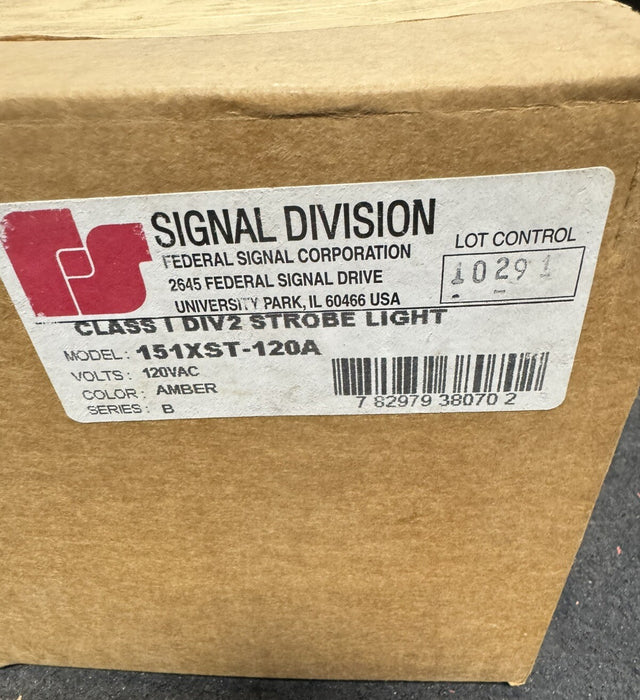 SIGNAL DIVISION
FEDERAL SIGNAL CORPORATION
2645 FEDERAL SIGNAL DRIVE
UNIVERSITY PARK, IL 60466 USA
LOT CONTROL
10291
CLASS I DIV2 STROBE LIGHT
MODEL: 151XST-120A
VOLTS: 120VAC
COLOR: AMBER
SERIES: B
7 82979 38070 2